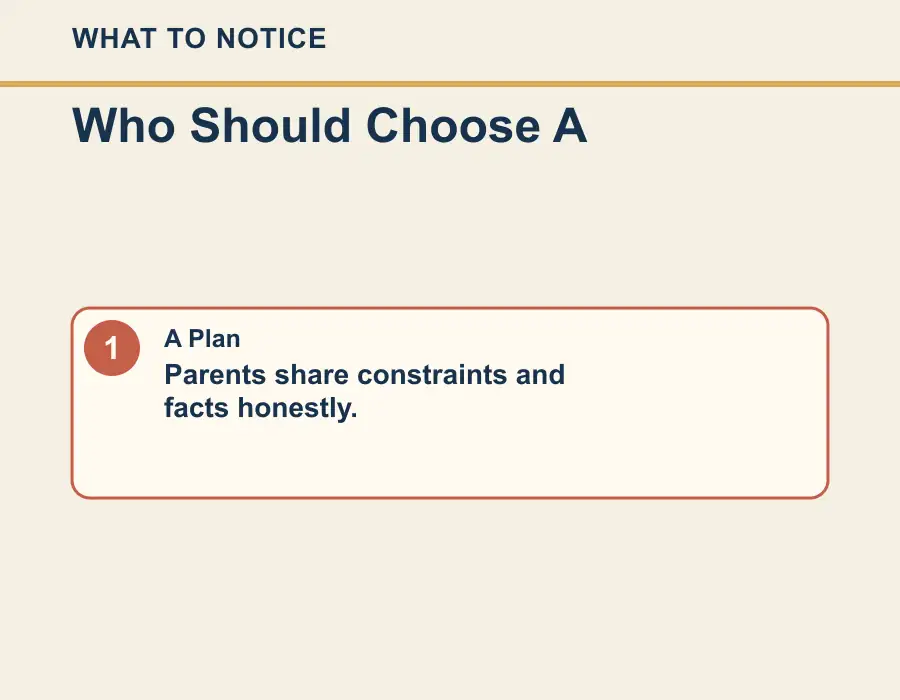 WHAT TO NOTICE
Who Should Choose A
1
A Plan
Parents share constraints and
facts honestly.